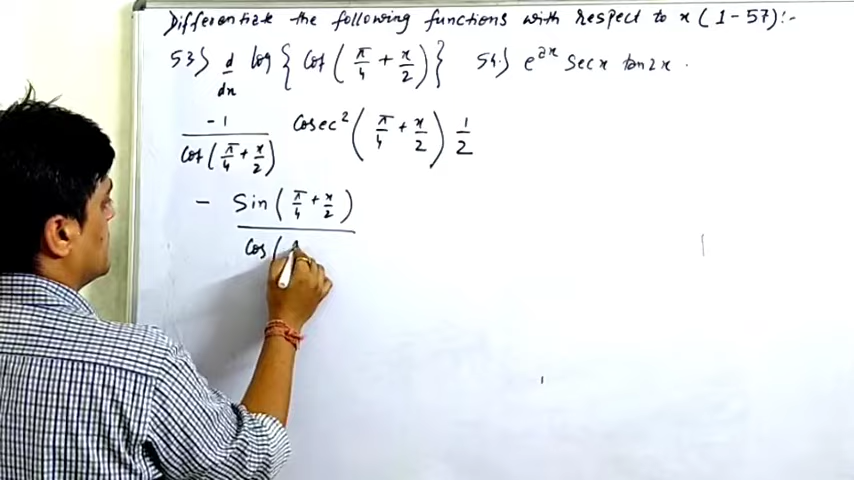 Differentiate the following functions with respect to x (1-57):-
53> d/dx log { cot ( π/4 + x/2 ) } 54.> e^2x Sec x tan 2x .
-1/cot ( π/4 + x/2 ) Cosec² ( π/4 + x/2 ) 1/2
- Sin ( π/4 + x/2 )
Cos (